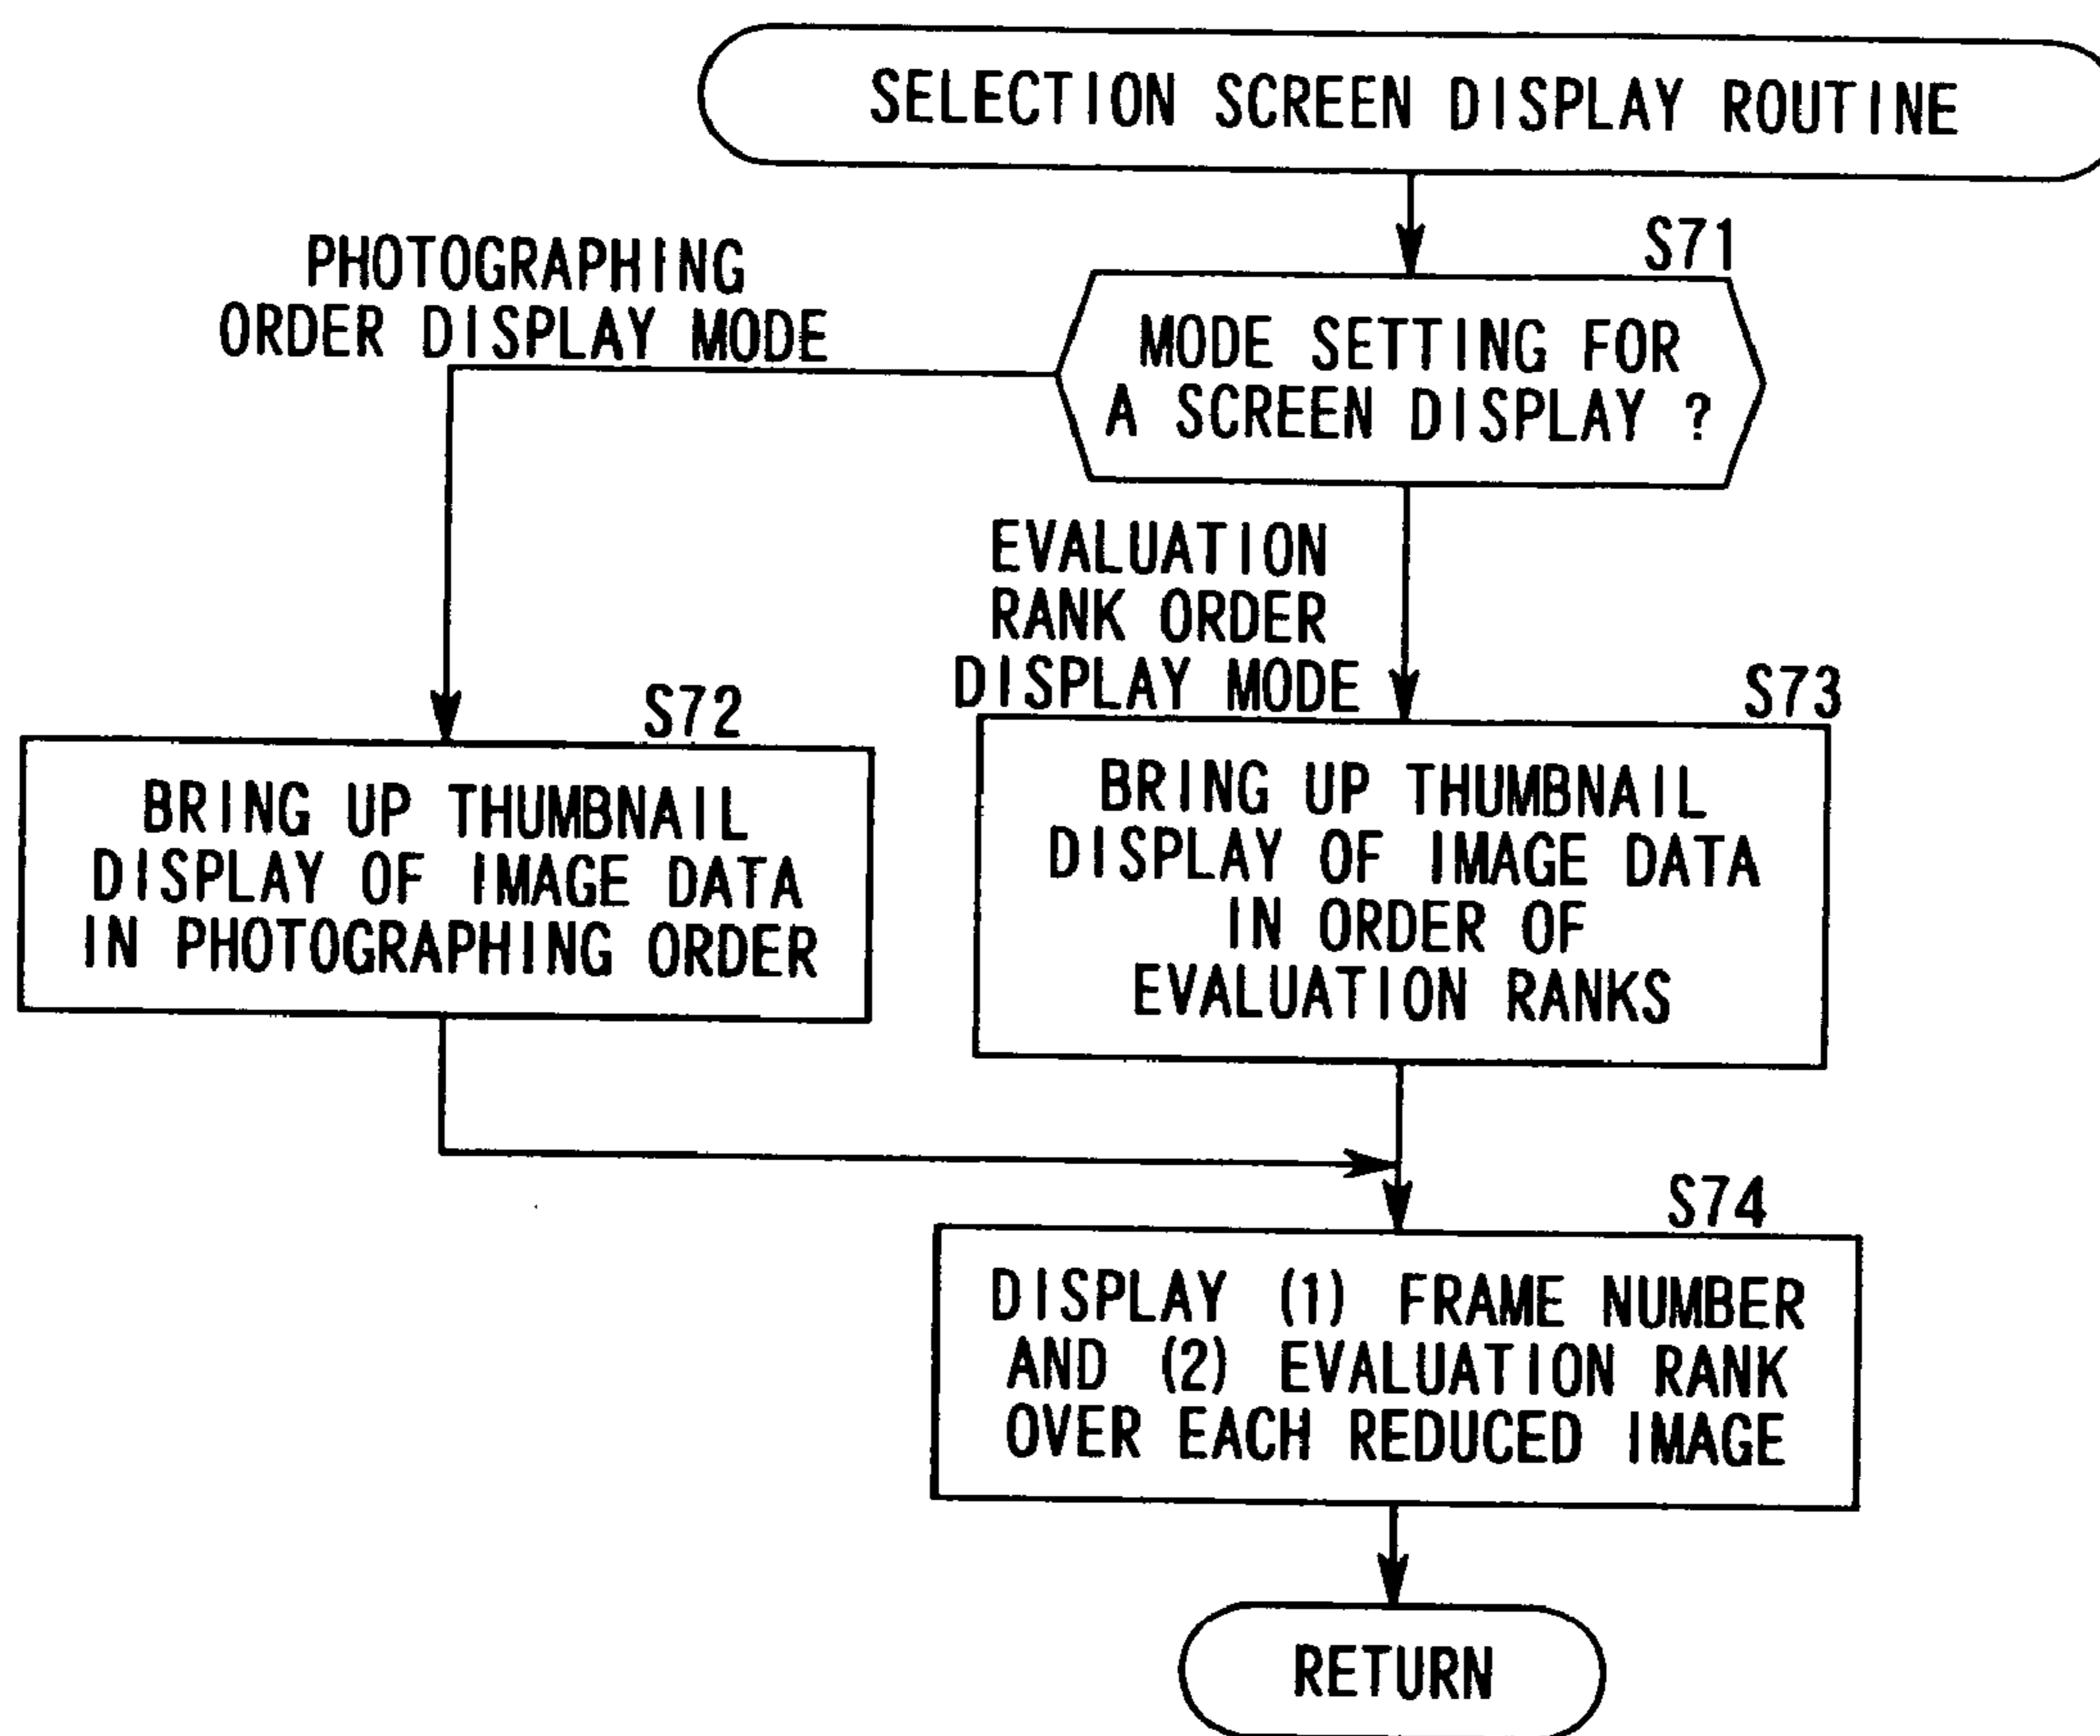 SELECTION SCREEN DISPLAY ROUTINE
S71
MODE SETTING FOR
A SCREEN DISPLAY ?
PHOTOGRAPHING
ORDER DISPLAY MODE
EVALUATION
RANK ORDER
DISPLAY MODE
S72
BRING UP THUMBNAIL
DISPLAY OF IMAGE DATA
IN PHOTOGRAPHING ORDER
S73
BRING UP THUMBNAIL
DISPLAY OF IMAGE DATA
IN ORDER OF
EVALUATION RANKS
S74
DISPLAY (1) FRAME NUMBER
AND (2) EVALUATION RANK
OVER EACH REDUCED IMAGE
RETURN